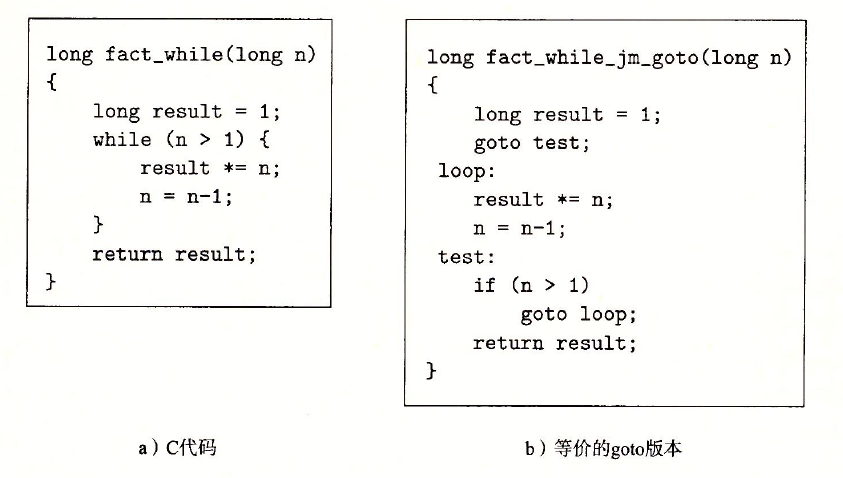 long fact_while(long n)
{
    long result = 1;
    while (n > 1) {
        result *= n;
        n = n-1;
    }
    return result;
}
a）C代码
long fact_while_jm_goto(long n)
{
    long result = 1;
    goto test;
 loop:
    result *= n;
    n = n-1;
 test:
    if (n > 1)
        goto loop;
    return result;
}
b）等价的goto版本